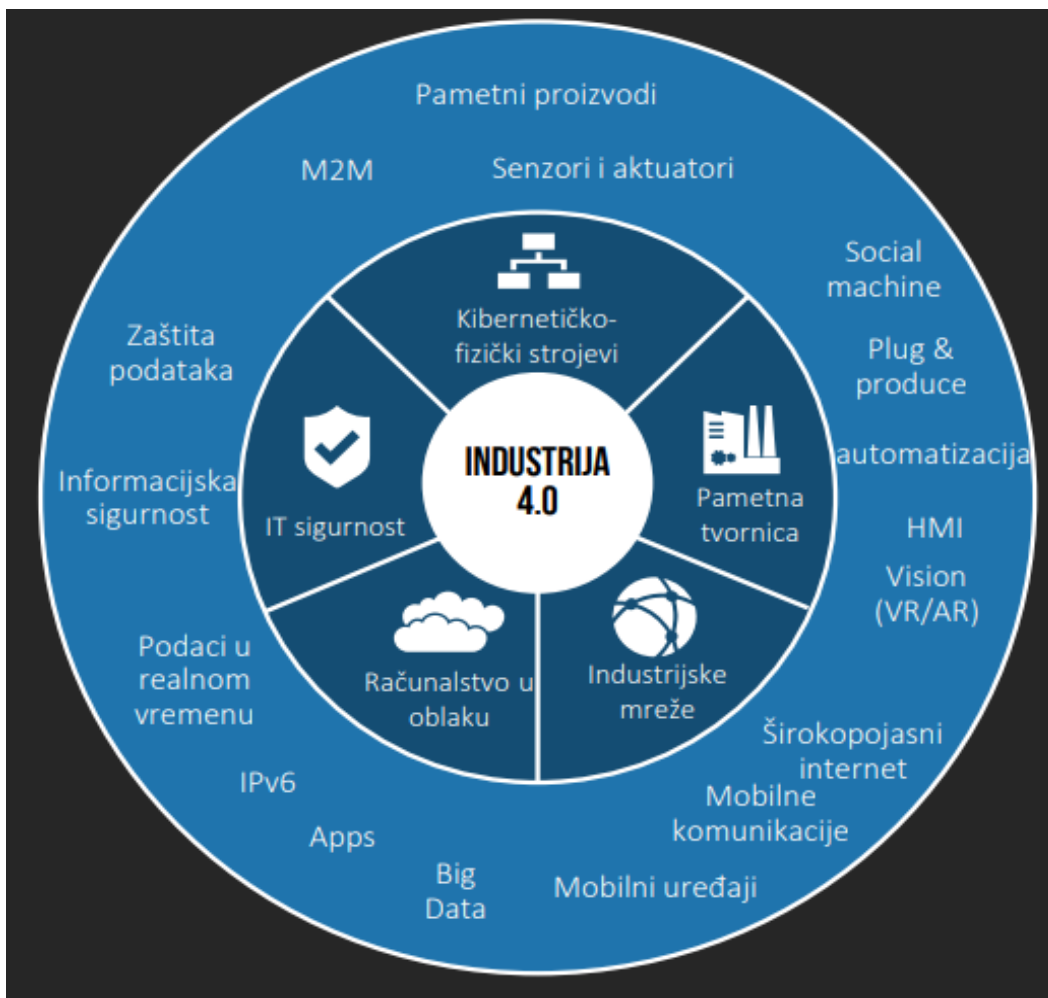 Pametni proizvodi
M2M
Senzori i aktuatori
Social
machine
Zaštita
podataka
Kibernetičko-
fizički strojevi
Plug &
produce
INDUSTRIJA
4.0
automatizacija
Informacijska
sigurnost
IT sigurnost
Pametna
tvornica
HMI
Vision
(VR/AR)
Podaci u
realnom
vremenu
Računalstvo u
oblaku
Industrijske
mreže
Širokopojasni
internet
IPv6
Mobilne
komunikacije
Apps
Big
Data
Mobilni uređaji